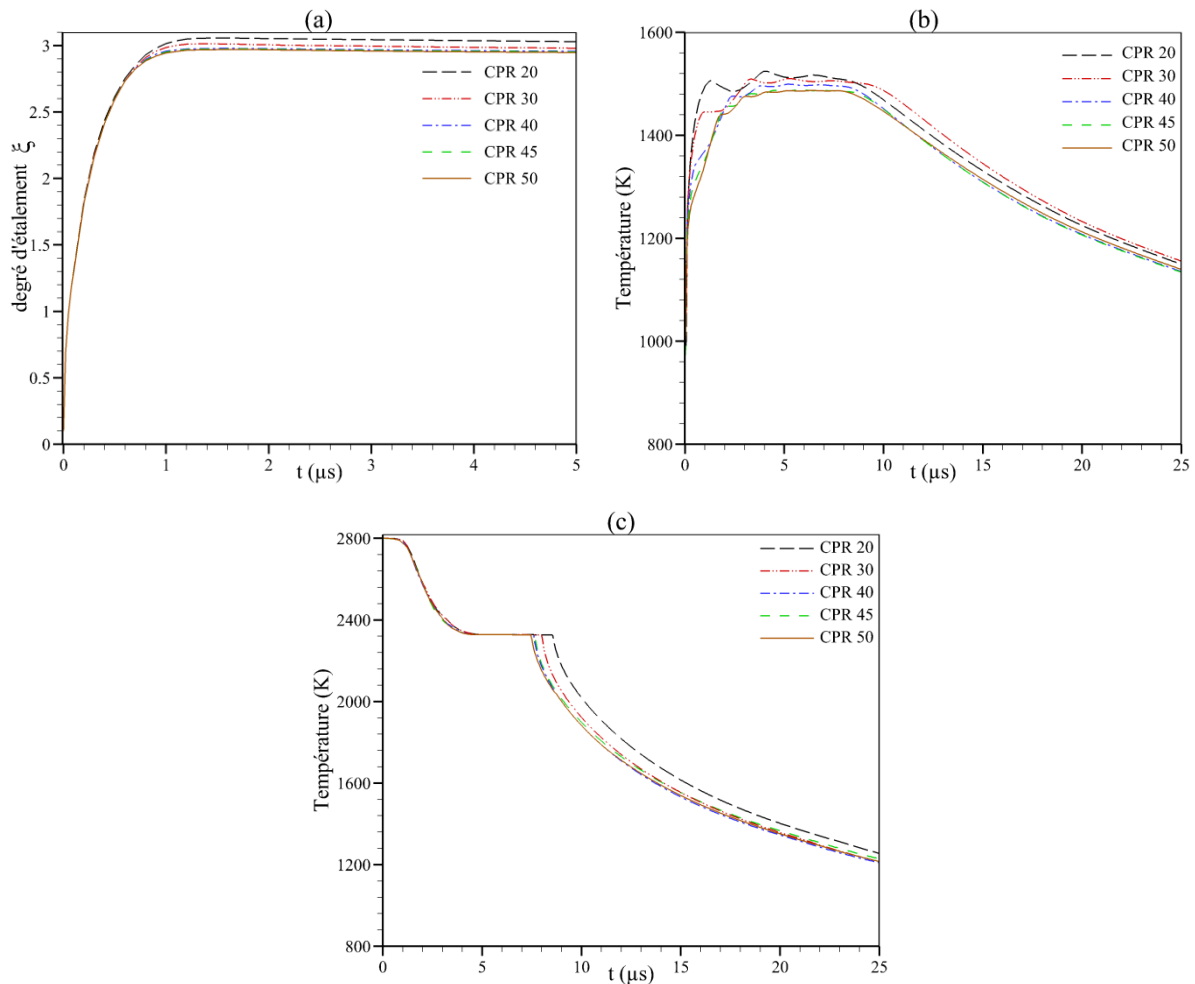 (a)
degré d'étalement ξ
3
2.5
2
1.5
1
0.5
0
0
1
2
3
4
5
t (µs)
CPR 20
CPR 30
CPR 40
CPR 45
CPR 50
(b)
Température (K)
1600
1400
1200
1000
800
0
5
10
15
20
25
t (µs)
CPR 20
CPR 30
CPR 40
CPR 45
CPR 50
(c)
Température (K)
2800
2400
2000
1600
1200
800
0
5
10
15
20
25
t (µs)
CPR 20
CPR 30
CPR 40
CPR 45
CPR 50